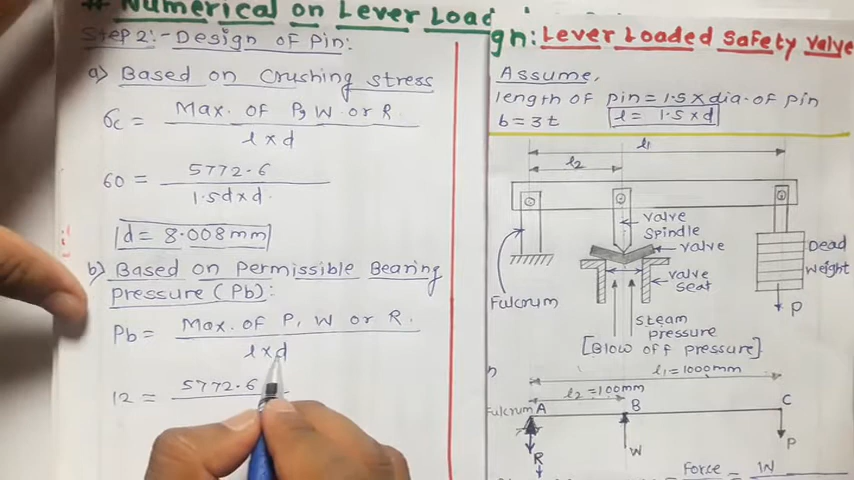 # Numerical on Lever Load
gn: Lever Loaded Safety Valve
Step 2:- Design of Pin:
a) Based on Crushing stress
σc = Max. of P, W or R / l x d
60 = 5772.6 / 1.5d x d
d = 8.008 mm
b) Based on Permissible Bearing
Pressure (Pb):
Pb = Max. of P, W or R. / l x d
12 = 5772.6
Assume,
length of pin = 1.5 x dia. of pin
b = 3t l = 1.5 x d
l1
l2
valve
spindle
valve
valve
seat
Dead
weight
P
Fulcrum
steam
pressure
[Blow off pressure]
l1 = 1000mm
l2 = 100mm
Fulcrum A
B
C
R
W
P
Force = W